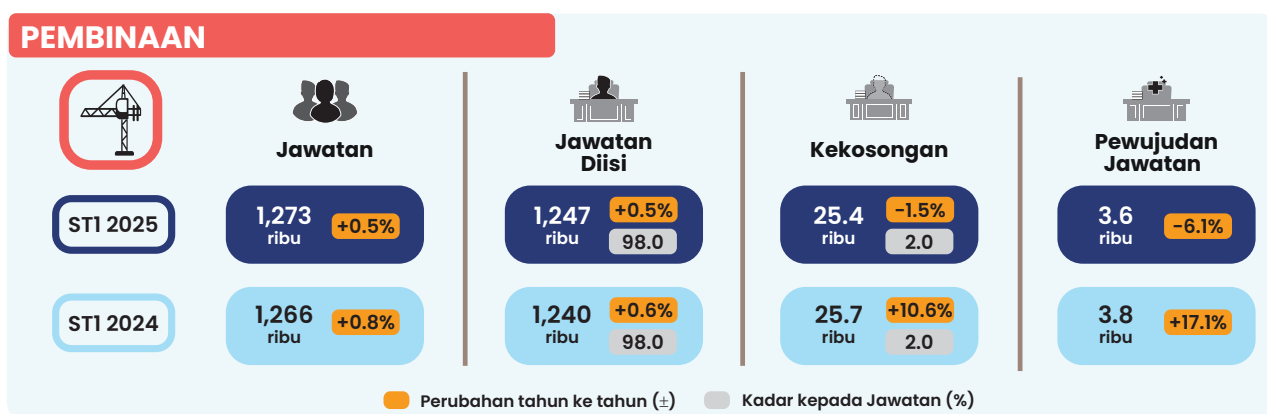 PEMBINAAN
Jawatan
Jawatan
Diisi
Kekosongan
Pewujudan
Jawatan
ST1 2025
1,273
ribu
+0.5%
1,247
ribu
+0.5%
98.0
25.4
ribu
-1.5%
2.0
3.6
ribu
-6.1%
ST1 2024
1,266
ribu
+0.8%
1,240
ribu
+0.6%
98.0
25.7
ribu
+10.6%
2.0
3.8
ribu
+17.1%
Perubahan tahun ke tahun (±)
Kadar kepada Jawatan (%)